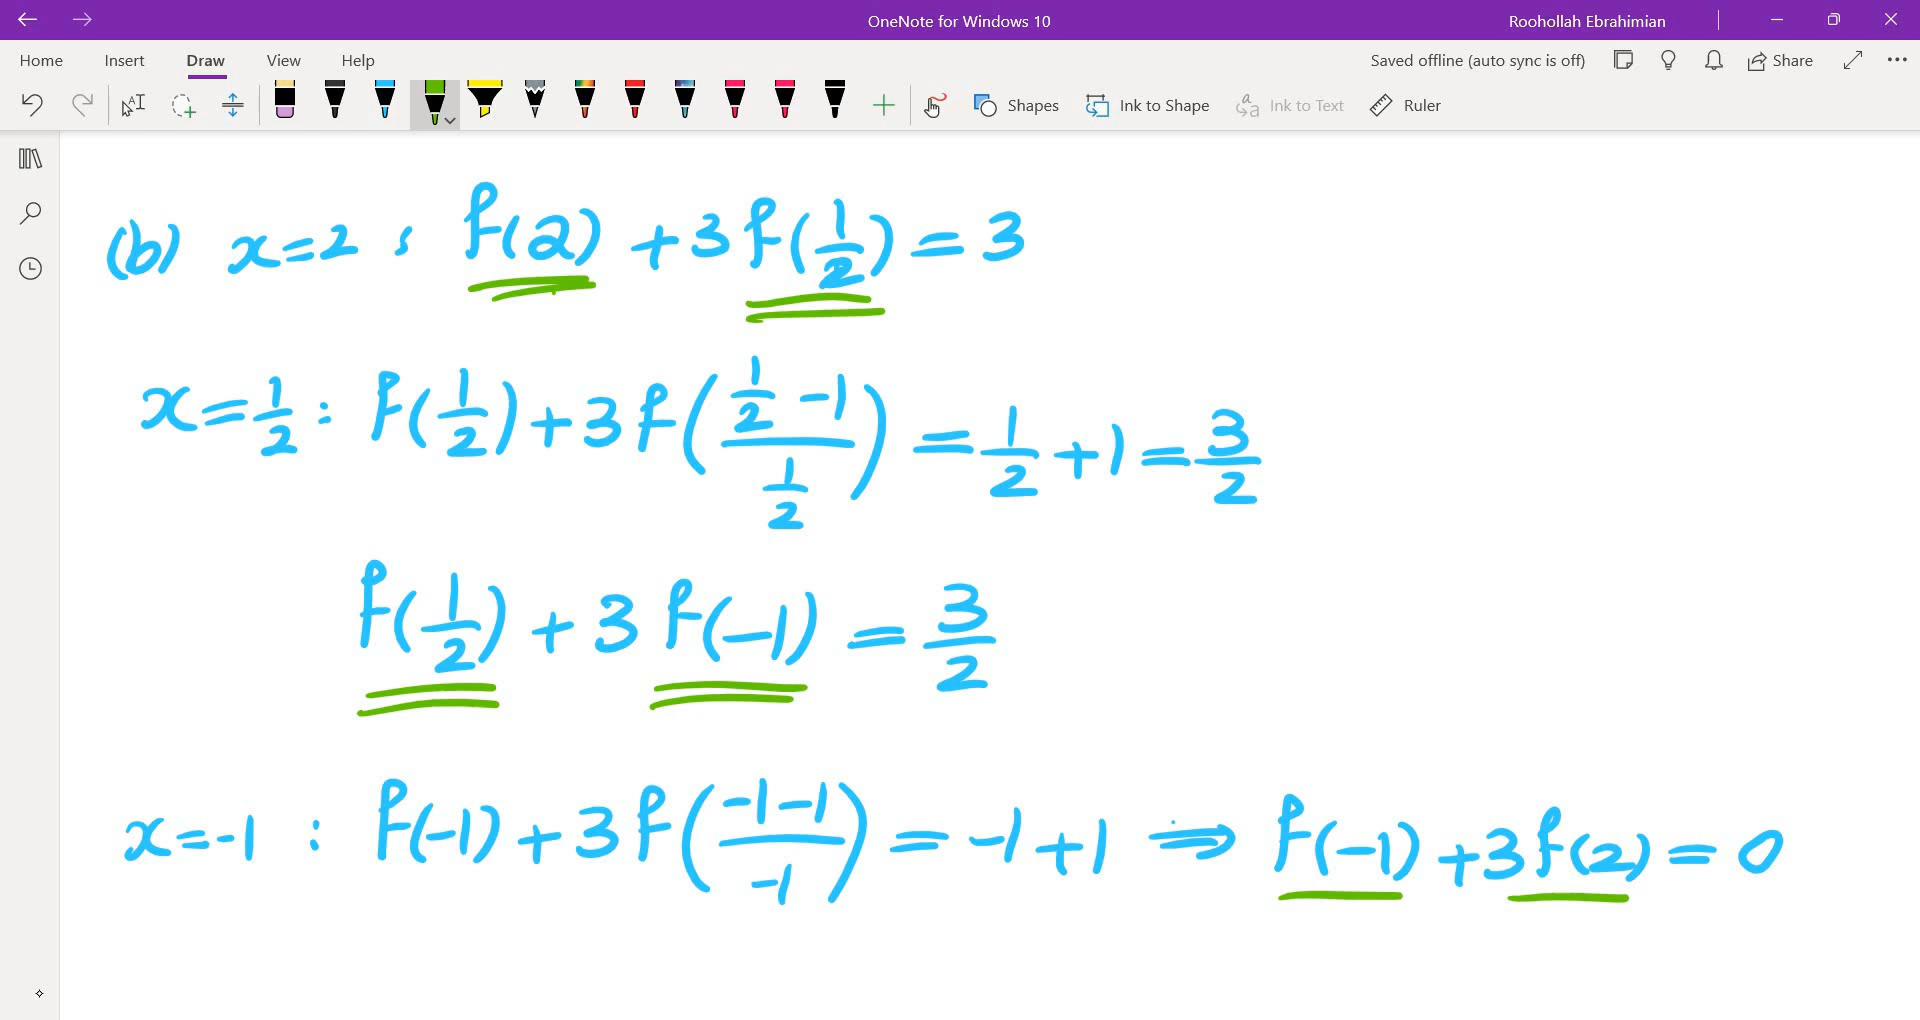 OneNote for Windows 10
Roohollah Ebrahimian
Home Insert Draw View Help
Saved offline (auto sync is off) Share
Shapes Ink to Shape Ink to Text Ruler
(b) x=2 : f(2) + 3f(1/2) = 3
x=1/2 : f(1/2) + 3f((1/2 - 1)/(1/2)) = 1/2 + 1 = 3/2
f(1/2) + 3f(-1) = 3/2
x=-1 : f(-1) + 3f((-1-1)/-1) = -1+1 ⟹ f(-1) + 3f(2) = 0